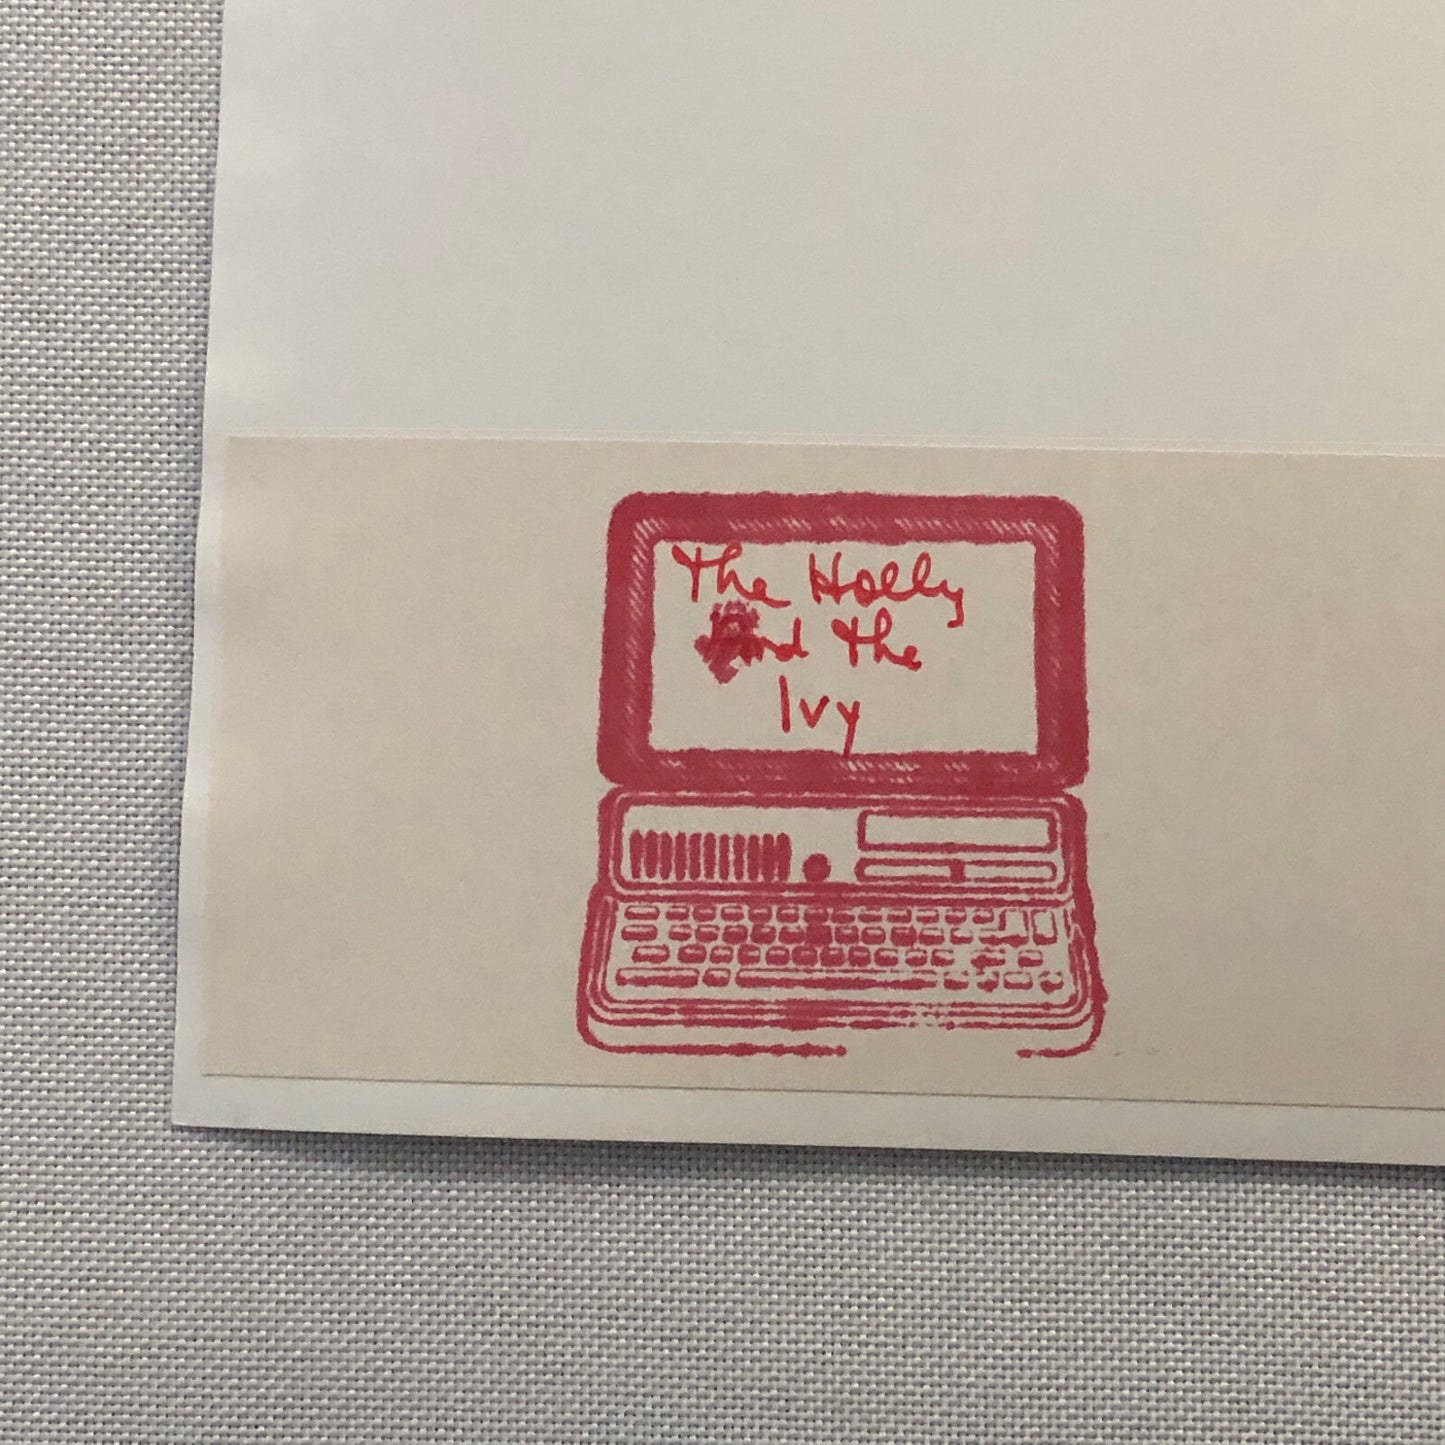 The Holly
And the
Ivy